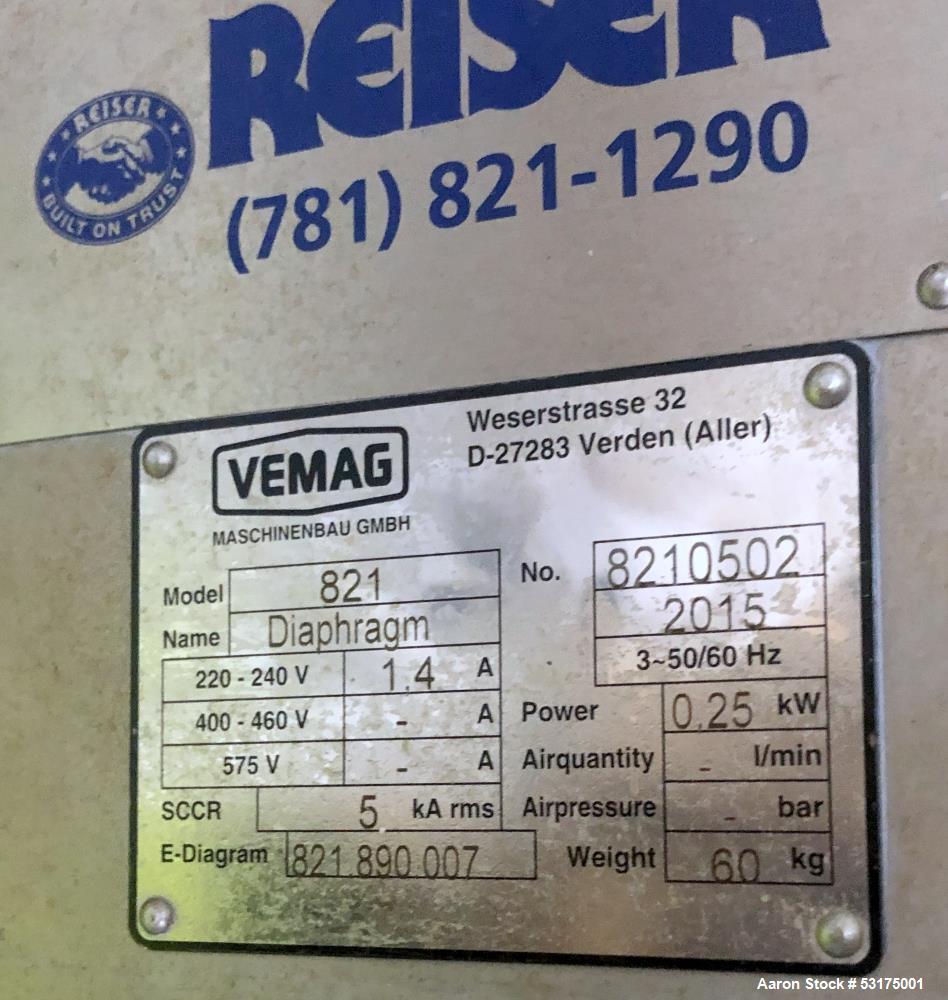 REISER
REISER
BUILT ON TRUST
(781) 821-1290
VEMAG
MASCHINENBAU GMBH
Weserstrasse 32
D-27283 Verden (Aller)
Model 821
Name Diaphragm
220 - 240 V 1.4 A
400 - 460 V - A
575 V - A
SCCR 5 kA rms
E-Diagram 821.890.007
No. 8210502
2015
3~50/60 Hz
Power 0.25 kW
Airquantity - l/min
Airpressure - bar
Weight 60 kg
Aaron Stock # 53175001